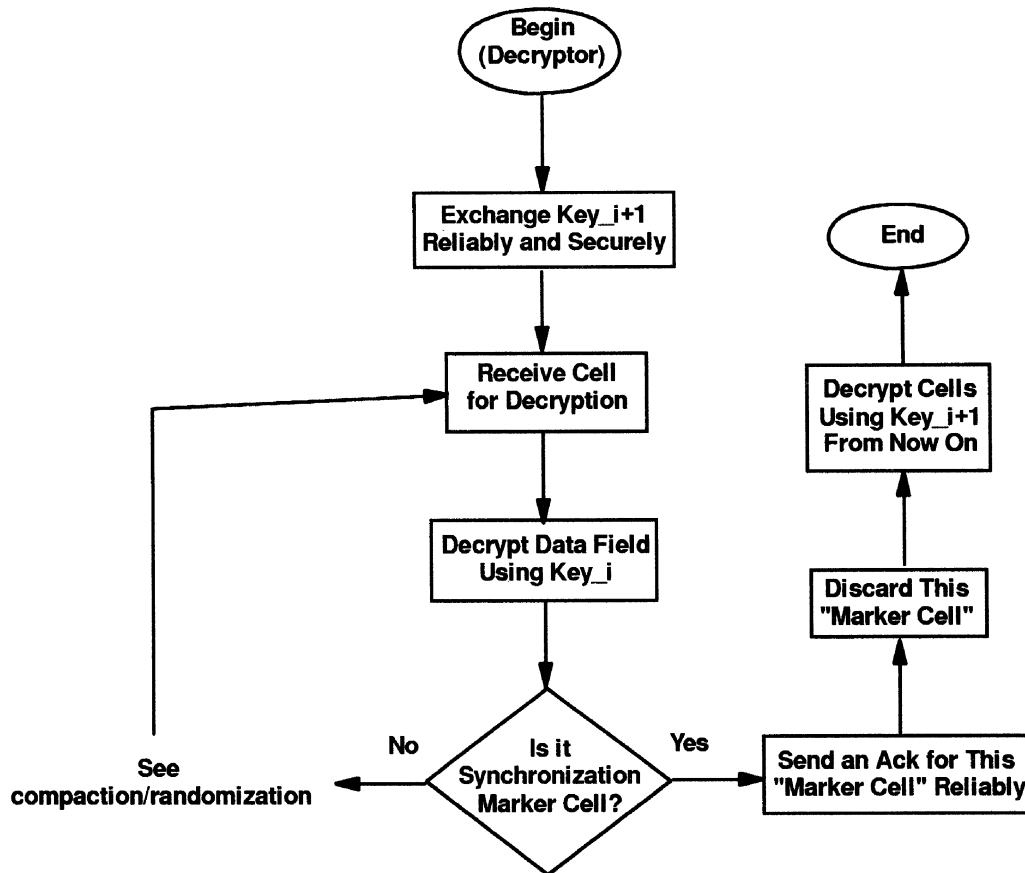 Begin
(Decryptor)
Exchange Key_i+1
Reliably and Securely
Receive Cell
for Decryption
Decrypt Data Field
Using Key_i
Is it
Synchronization
Marker Cell?
No
See
compaction/randomization
Yes
Send an Ack for This
"Marker Cell" Reliably
Discard This
"Marker Cell"
Decrypt Cells
Using Key_i+1
From Now On
End